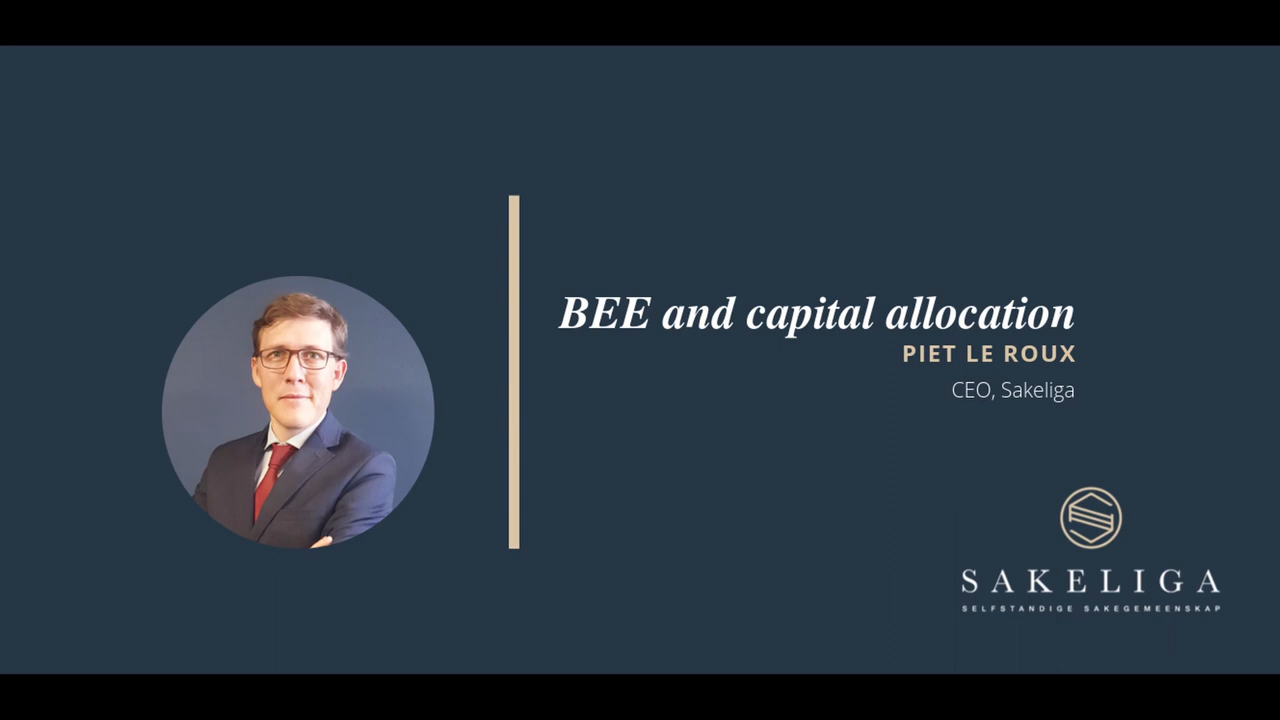 BEE and capital allocation
PIET LE ROUX
CEO, Sakeliga
SAKELIGA
SELFSTANDIGE SAKEGEMEENSKAP